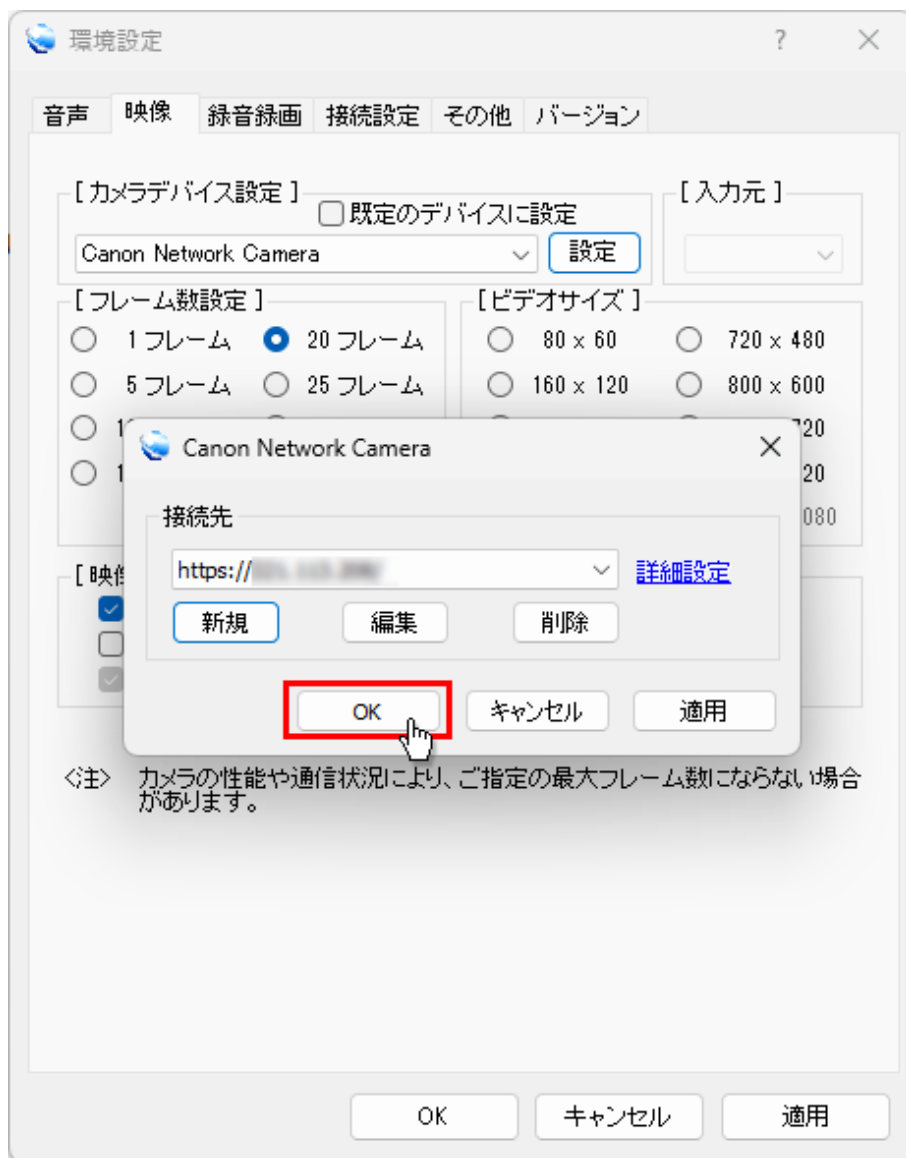 環境設定
音声 映像 録音録画 接続設定 その他 バージョン
[ カメラデバイス設定 ]
既定のデバイスに設定
[ 入力元 ]
Canon Network Camera 設定
[ フレーム数設定 ]
[ ビデオサイズ ]
1 フレーム 20 フレーム 80 x 60 720 x 480
5 フレーム 25 フレーム 160 x 120 800 x 600
Canon Network Camera
接続先
https://
詳細設定
新規 編集 削除
OK キャンセル 適用
<注> カメラの性能や通信状況により、ご指定の最大フレーム数にならない場合
があります。
OK キャンセル 適用